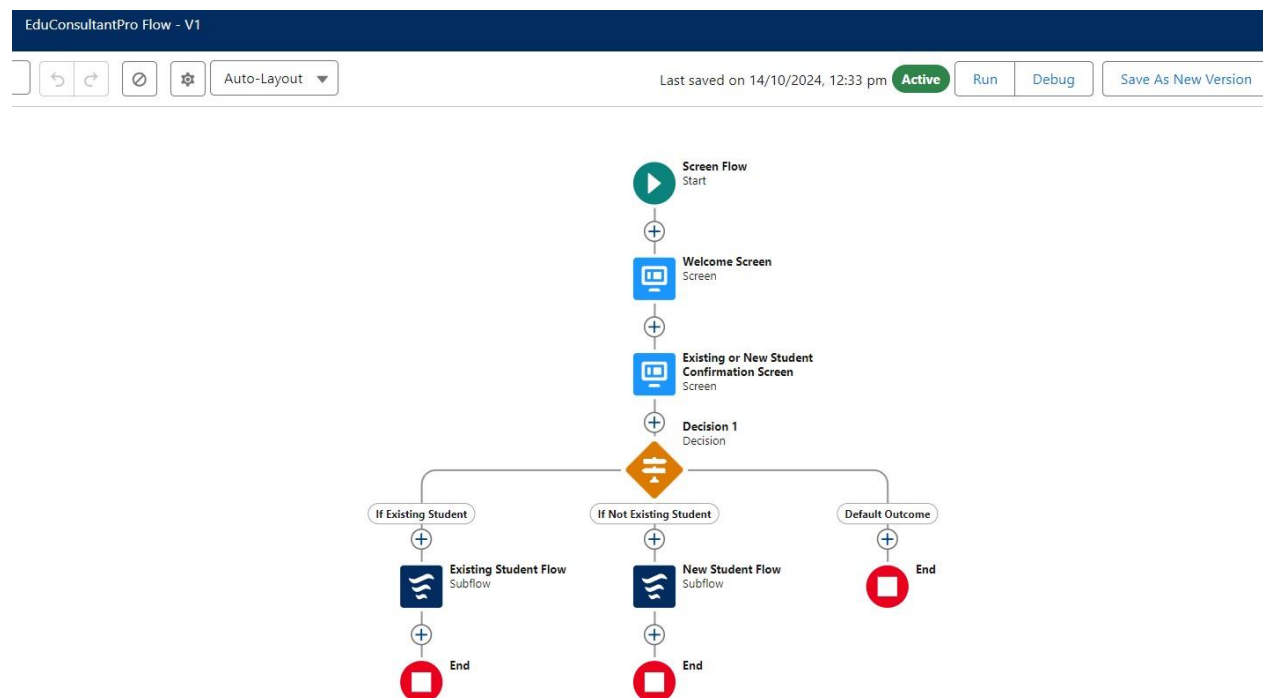 EduConsultantPro Flow - V1
Auto-Layout
Last saved on 14/10/2024, 12:33 pm
Active
Run
Debug
Save As New Version
Screen Flow
Start
Welcome Screen
Screen
Existing or New Student
Confirmation Screen
Screen
Decision 1
Decision
If Existing Student
If Not Existing Student
Default Outcome
Existing Student Flow
Subflow
New Student Flow
Subflow
End
End
End